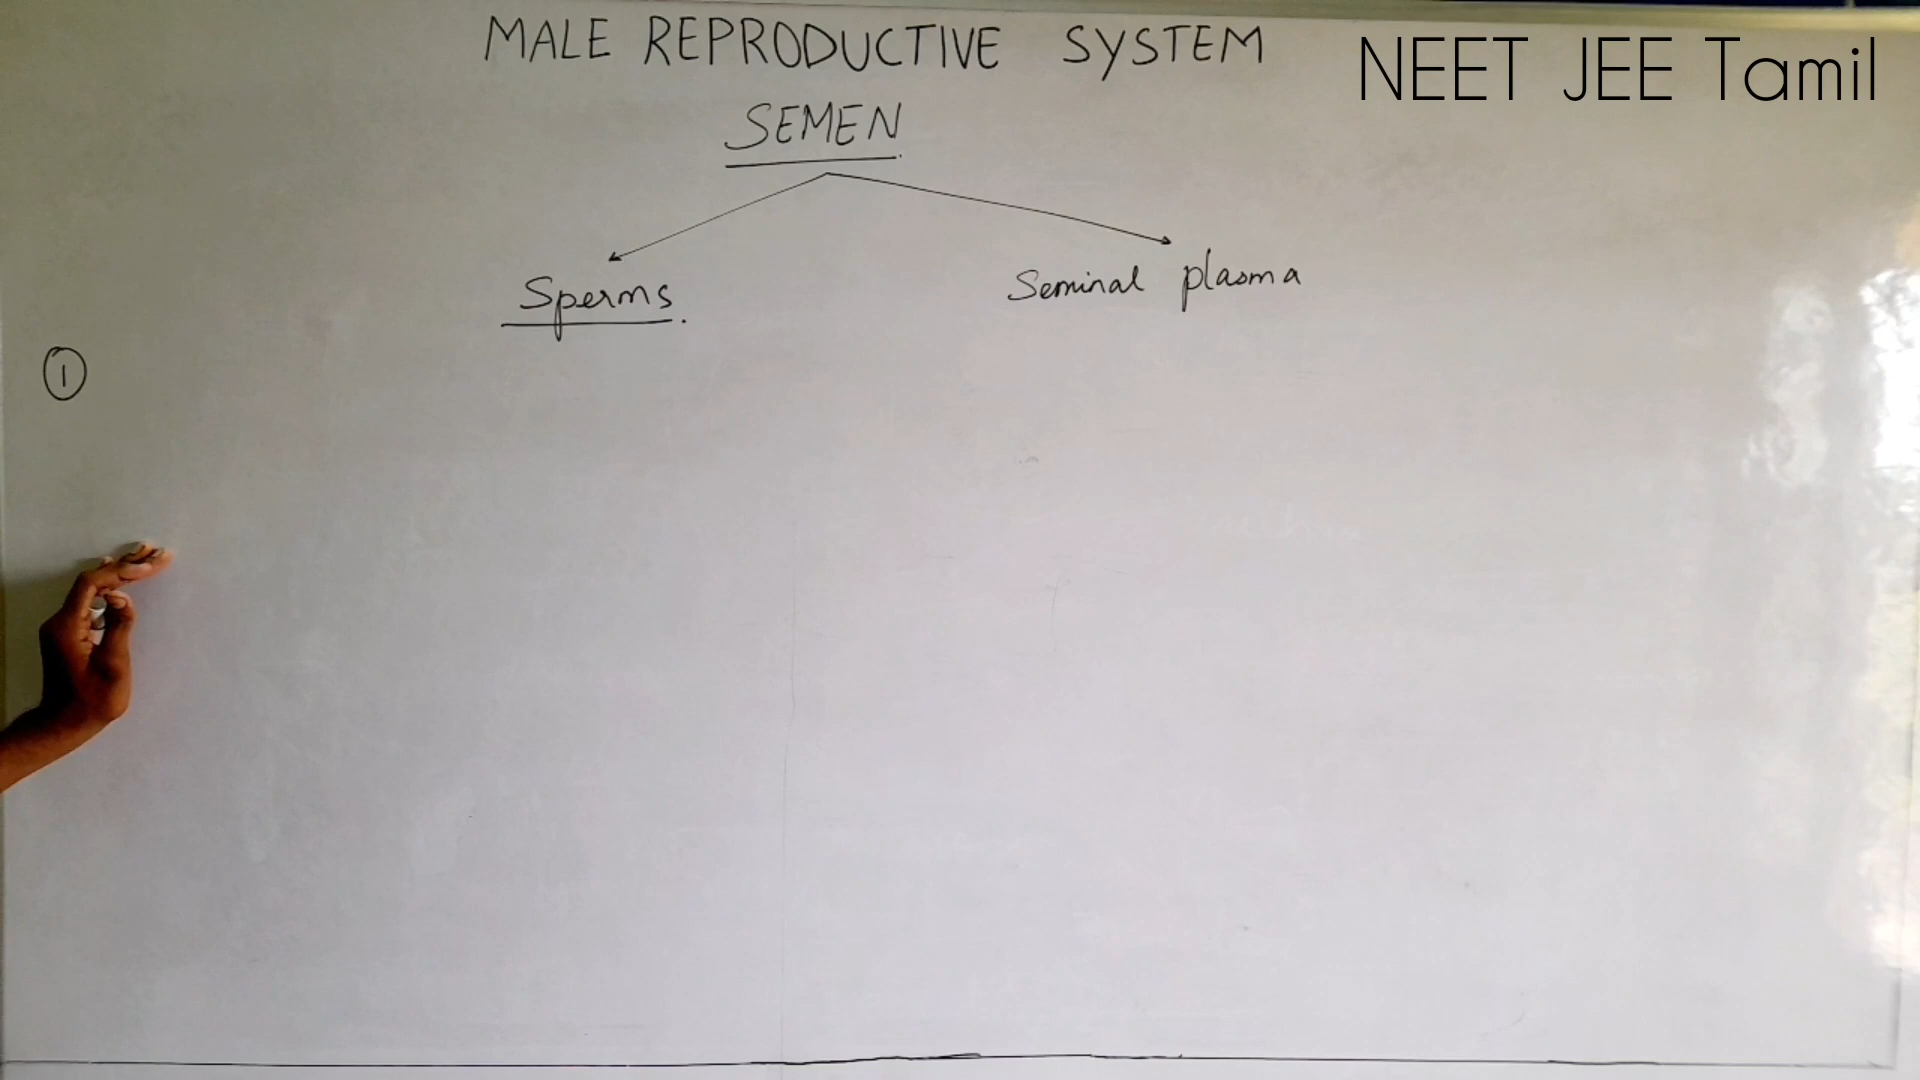 MALE REPRODUCTIVE SYSTEM
NEET JEE Tamil
SEMEN
Sperms.
Seminal plasma
①